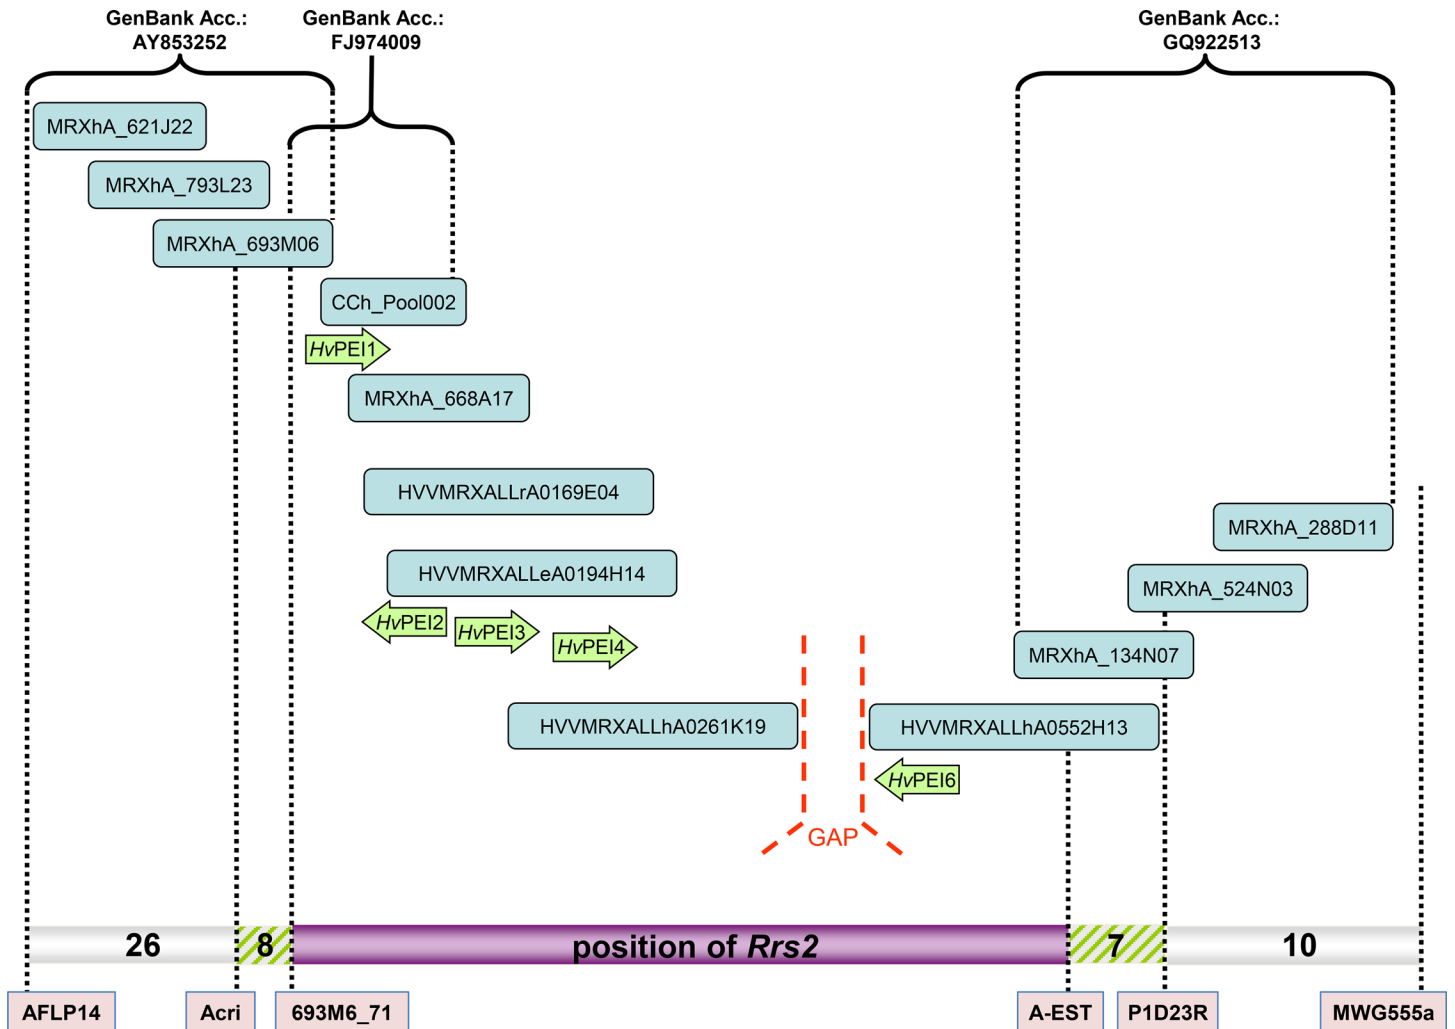 GenBank Acc.:
AY853252
GenBank Acc.:
FJ974009
GenBank Acc.:
GQ922513
MRXhA_621J22
MRXhA_793L23
MRXhA_693M06
CCh_Pool002
HvPEI1
MRXhA_668A17
HVVMRXALLrA0169E04
MRXhA_288D11
HVVMRXALLeA0194H14
MRXhA_524N03
HvPEI2
HvPEI3
HvPEI4
MRXhA_134N07
HVVMRXALLhA0261K19
HVVMRXALLhA0552H13
HvPEI6
GAP
26
8
position of Rrs2
7
10
AFLP14
Acri
693M6_71
A-EST
P1D23R
MWG555a